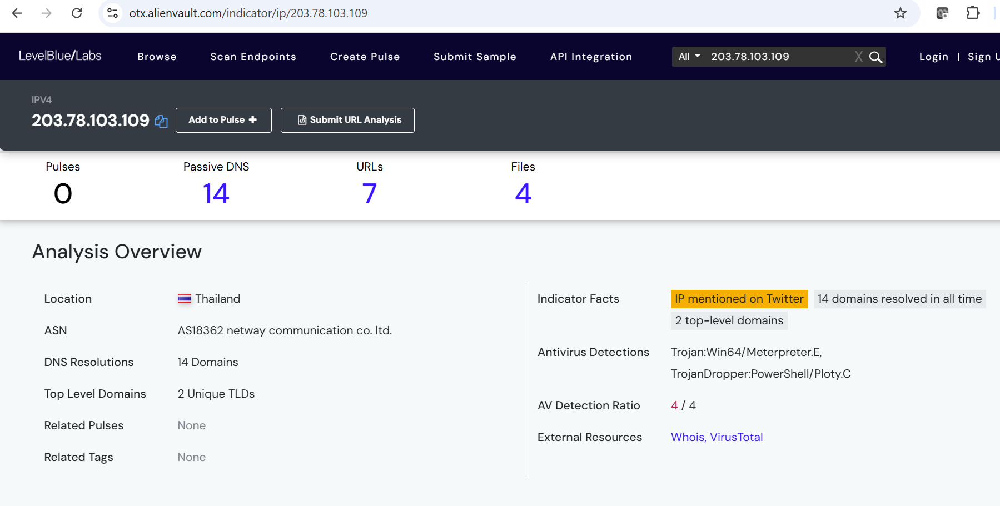 otx.alienvault.com/indicator/ip/203.78.103.109
LevelBlue/Labs Browse Scan Endpoints Create Pulse Submit Sample API Integration All 203.78.103.109 X Login | Sign U
IPV4
203.78.103.109 Add to Pulse + Submit URL Analysis
Pulses Passive DNS URLs Files
0 14 7 4
Analysis Overview
Location Thailand
ASN AS18362 netway communication co. ltd.
DNS Resolutions 14 Domains
Top Level Domains 2 Unique TLDs
Related Pulses None
Related Tags None
Indicator Facts IP mentioned on Twitter 14 domains resolved in all time
2 top-level domains
Antivirus Detections Trojan:Win64/Meterpreter.E,
TrojanDropper:PowerShell/Ploty.C
AV Detection Ratio 4 / 4
External Resources Whois, VirusTotal